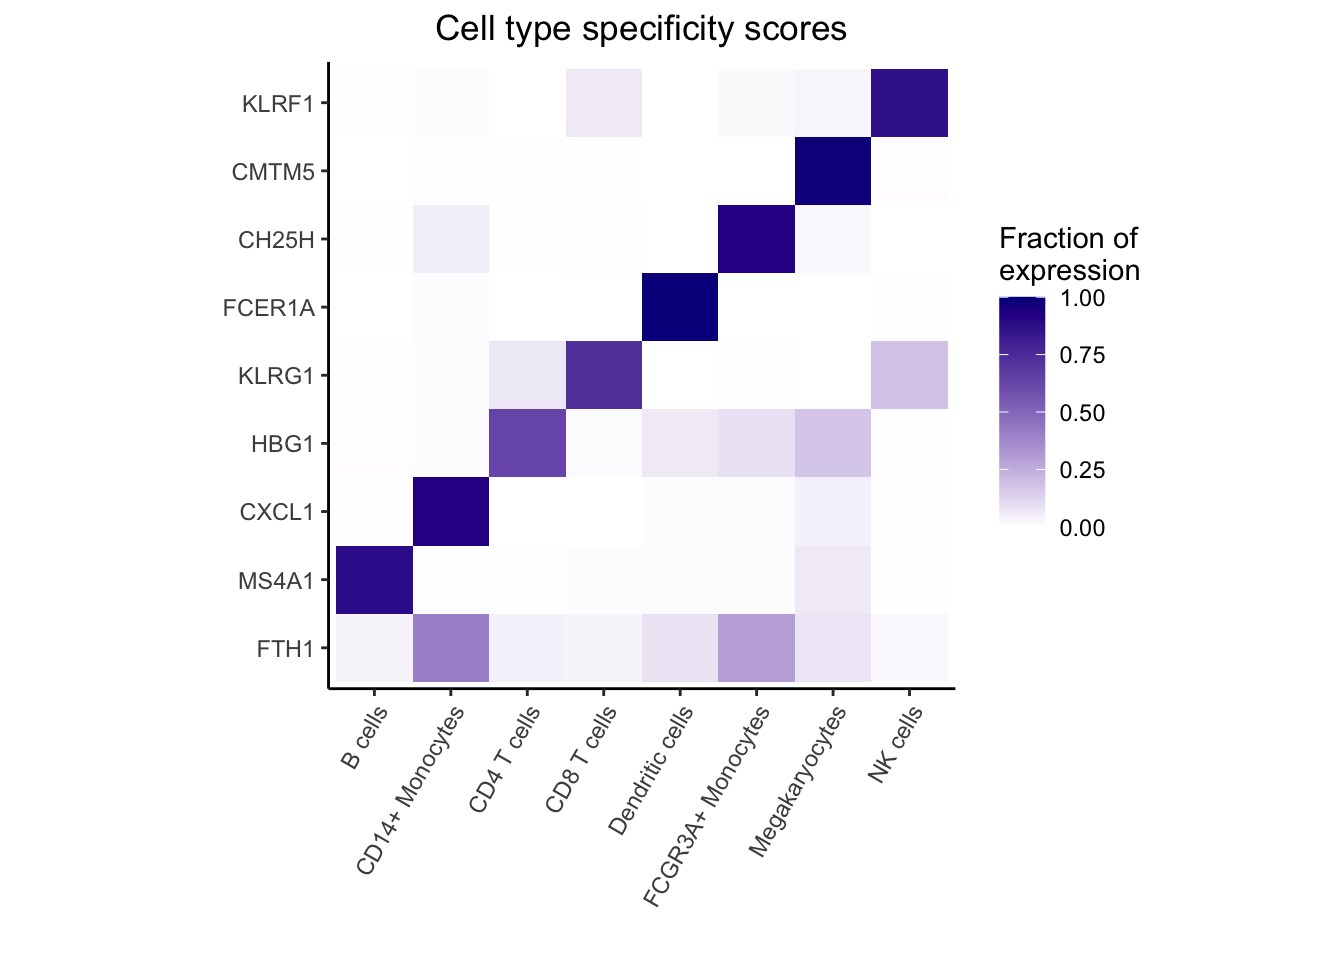 Cell type specificity scores
KLRF1
CMTM5
CH25H
FCER1A
KLRG1
HBG1
CXCL1
MS4A1
FTH1
B cells
CD14+ Monocytes
CD4 T cells
CD8 T cells
Dendritic cells
FCGR3A+ Monocytes
Megakaryocytes
NK cells
Fraction of
expression
1.00
0.75
0.50
0.25
0.00